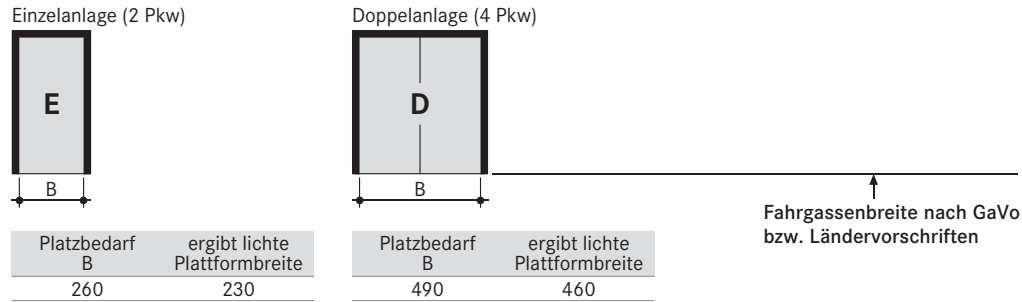 Einzelanlage (2 Pkw)
Doppelanlage (4 Pkw)
E
D
B
B
Fahrgassenbreite nach GaVo
bzw. Ländervorschriften
Platzbedarf ergibt lichte
B Plattformbreite
260 230
Platzbedarf ergibt lichte
B Plattformbreite
490 460